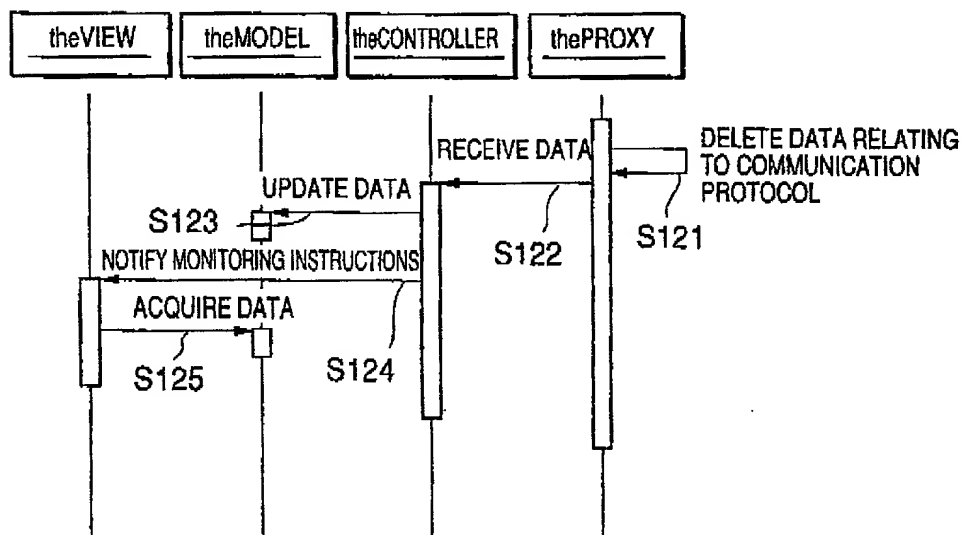 theVIEW
theMODEL
theCONTROLLER
thePROXY
DELETE DATA RELATING
TO COMMUNICATION
PROTOCOL
S121
RECEIVE DATA
S122
UPDATE DATA
S123
NOTIFY MONITORING INSTRUCTIONS
S124
ACQUIRE DATA
S125